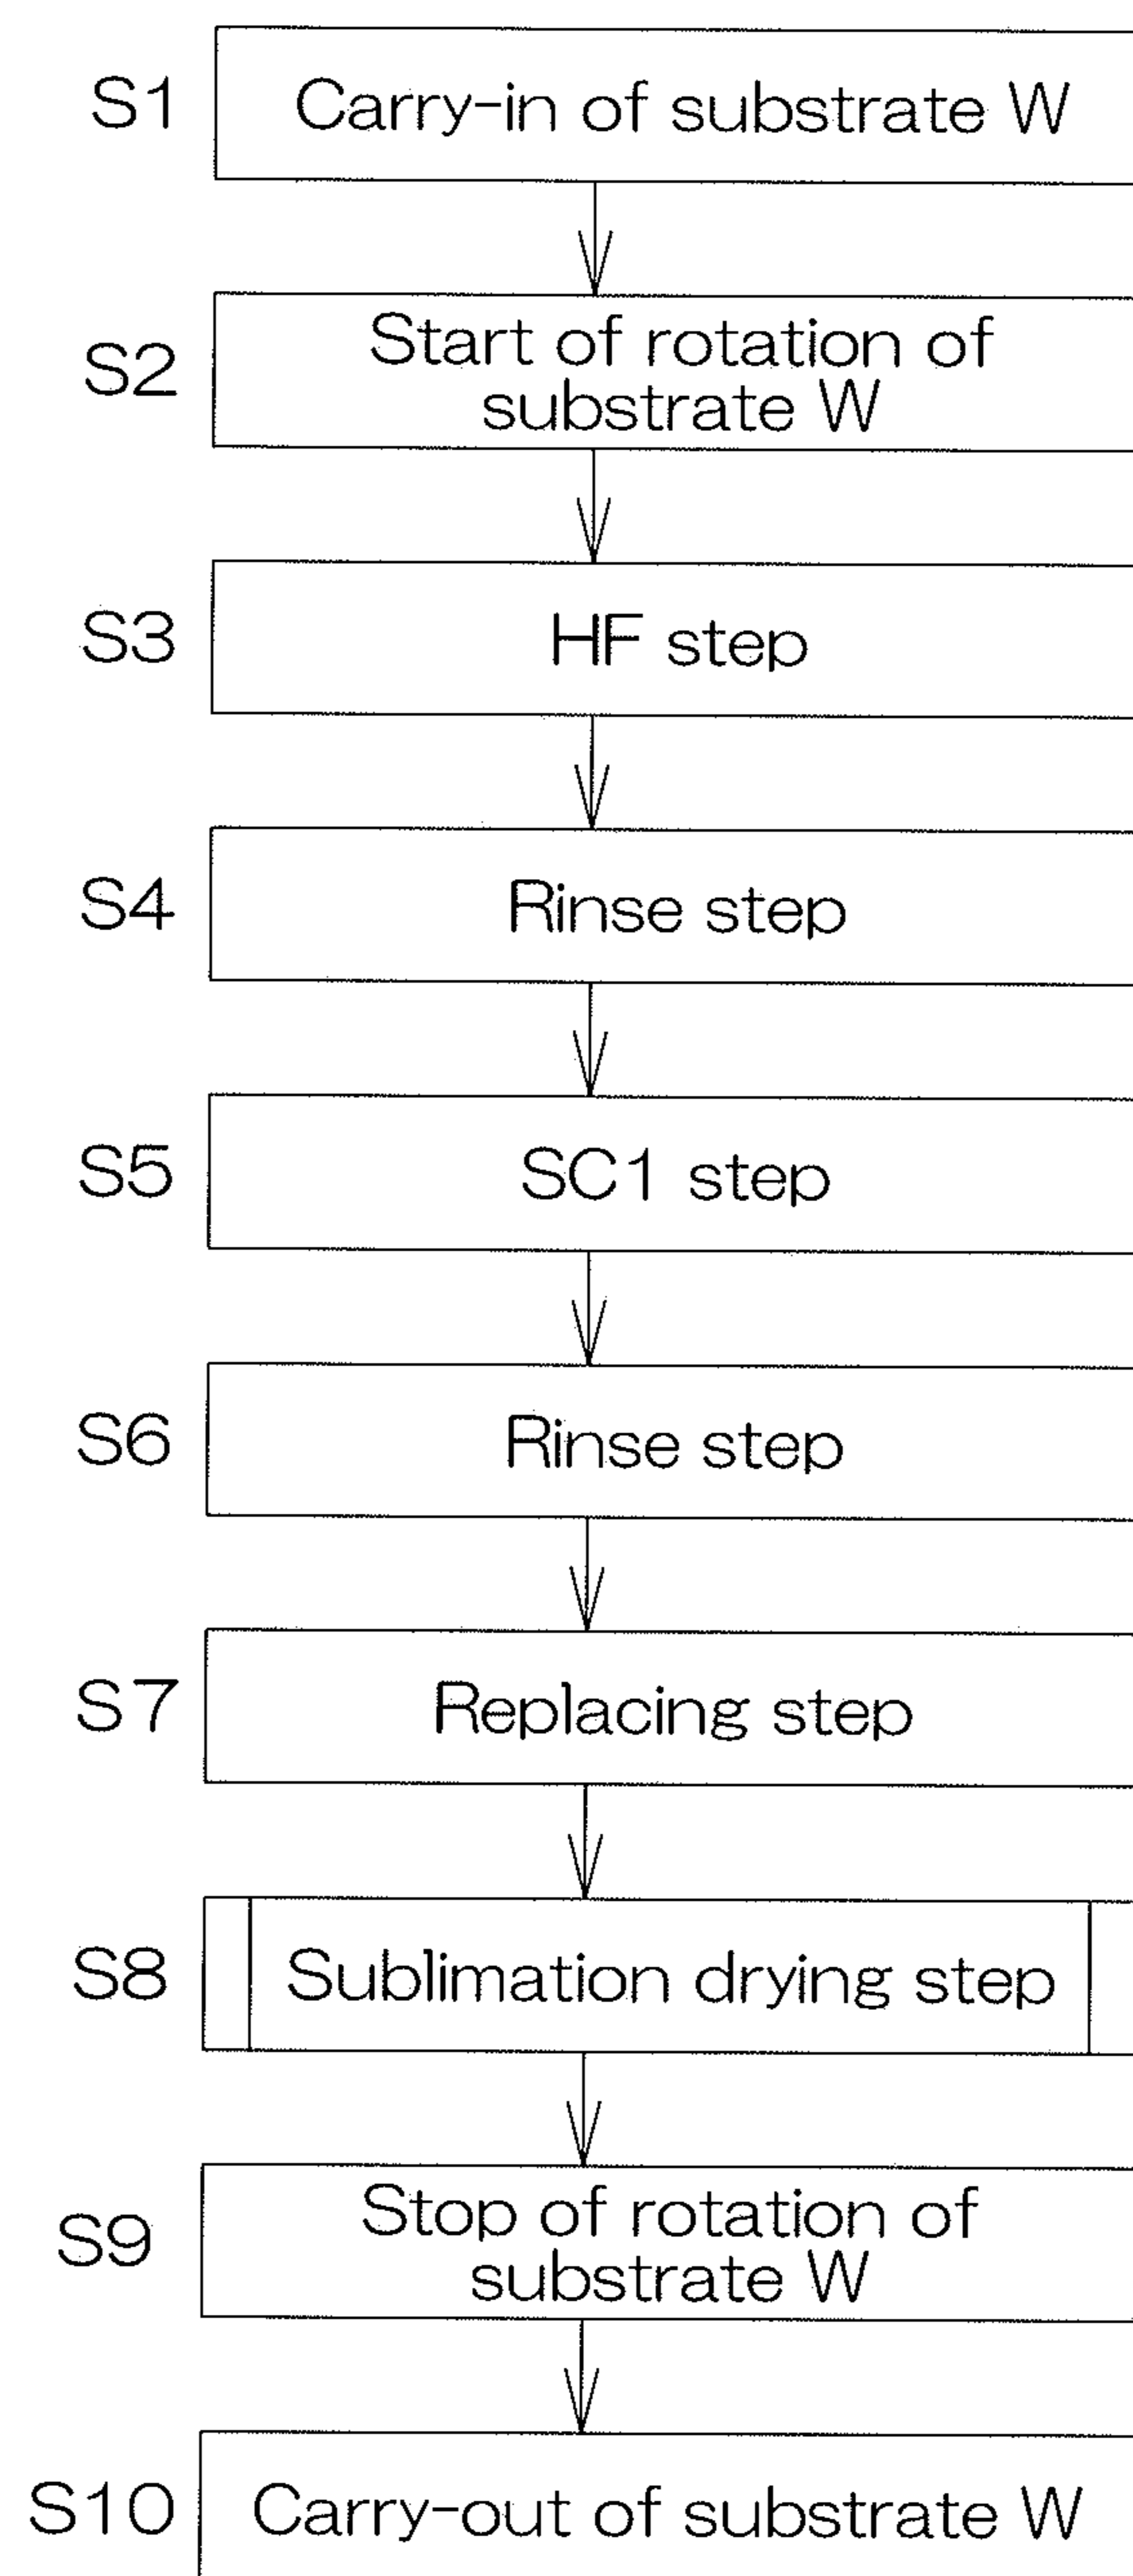 S1 Carry-in of substrate W
S2 Start of rotation of
substrate W
S3 HF step
S4 Rinse step
S5 SC1 step
S6 Rinse step
S7 Replacing step
S8 Sublimation drying step
S9 Stop of rotation of
substrate W
S10 Carry-out of substrate W